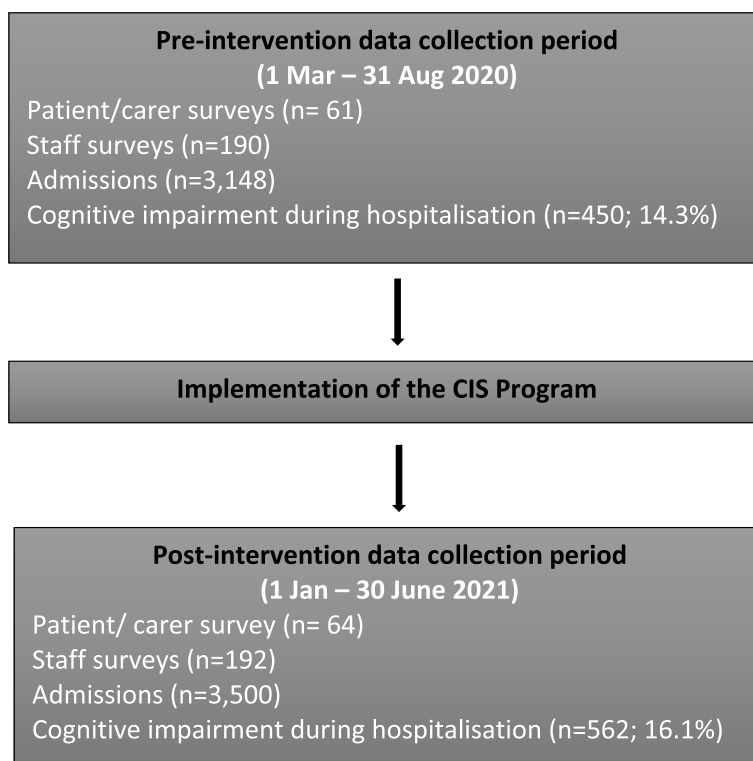 Pre-intervention data collection period
(1 Mar – 31 Aug 2020)
Patient/carer surveys (n= 61)
Staff surveys (n=190)
Admissions (n=3,148)
Cognitive impairment during hospitalisation (n=450; 14.3%)
Implementation of the CIS Program
Post-intervention data collection period
(1 Jan – 30 June 2021)
Patient/ carer survey (n= 64)
Staff surveys (n=192)
Admissions (n=3,500)
Cognitive impairment during hospitalisation (n=562; 16.1%)